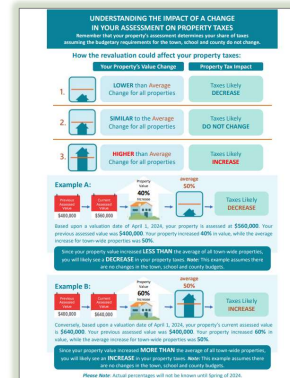 UNDERSTANDING THE IMPACT OF A CHANGE
IN YOUR ASSESSMENT ON PROPERTY TAXES
Remember that your property's assessment determines your share of taxes
assuming the budgetary requirements for the town, school and county do not change.
How the revaluation could affect your property taxes:
Your Property's Value Change
Property Tax Impact
1.
LOWER than Average
Change for all properties
Taxes Likely
DECREASE
2.
SIMILAR to the Average
Change for all properties
Taxes Likely
DO NOT CHANGE
3.
HIGHER than Average
Change for all properties
Taxes Likely
INCREASE
Example A:
Previous
Assessed
Value
$400,000
Current
Assessed
Value
$560,000
Property
Value
40%
Increase
average
50%
Taxes Likely
DECREASE
Based upon a valuation date of April 1, 2024, your property is assessed at $560,000. Your
previous assessed value was $400,000. Your property increased 40% in value, while the average
increase for town-wide properties was 50%.
Since your property value increased LESS THAN the average of all town-wide properties,
you will likely see a DECREASE in your property taxes. Note: This example assumes there
are no changes in the town, school and county budgets.
Example B:
Previous
Assessed
Value
$400,000
Current
Assessed
Value
$640,000
Property
Value
60%
Increase
average
50%
Taxes Likely
INCREASE
Conversely, based upon a valuation date of April 1, 2024, your property's current assessed value
is $640,000. Your previous assessed value was $400,000. Your property increased 60% in
value, while the average increase for town-wide properties was 50%.
Since your property value increased MORE THAN the average of all town-wide properties,
you will likely see an INCREASE in your property taxes. Note: This example assumes there
are no changes in the town, school and county budgets.
Please Note: Actual percentages will not be known until Spring of 2024.